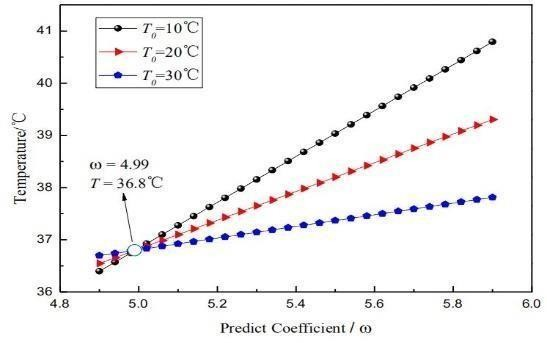 T₀=10℃
T₀=20℃
T₀=30℃
ω = 4.99
T = 36.8℃
Temperature/℃
41
40
39
38
37
36
4.8
5.0
5.2
5.4
5.6
5.8
6.0
Predict Coefficient / ω